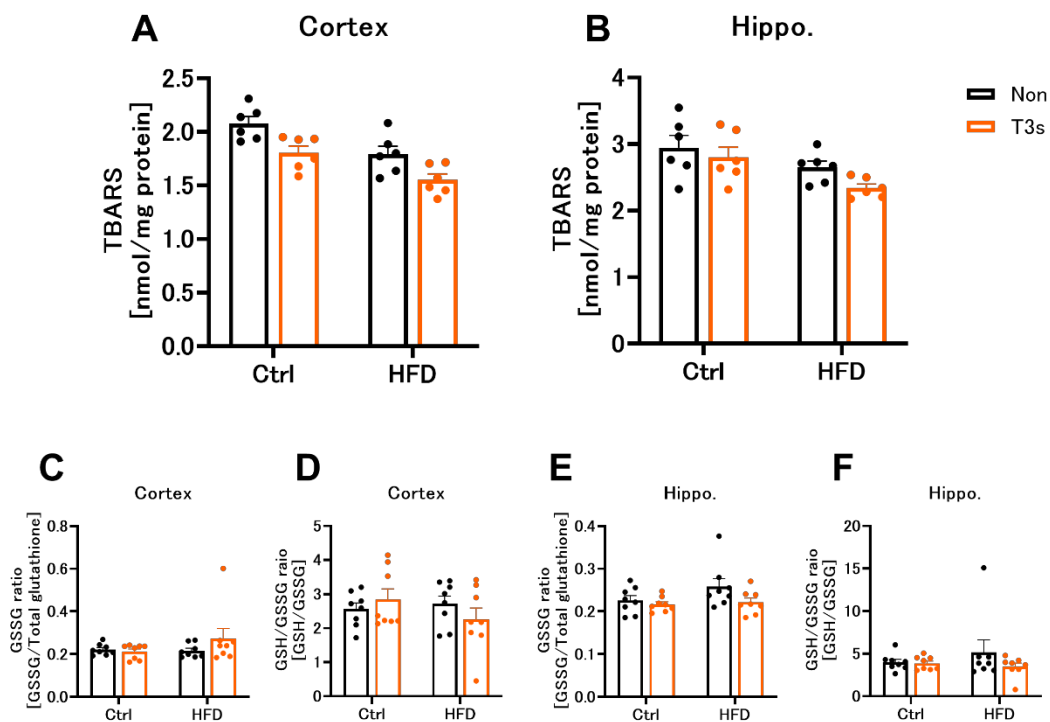 A
Cortex
TBARS
[nmol/mg protein]
2.5
2.0
1.5
1.0
0.5
0.0
Ctrl
HFD
B
Hippo.
TBARS
[nmol/mg protein]
4
3
2
1
0
Ctrl
HFD
Non
T3s
C
Cortex
GSSG ratio
[GSSG/Total glutathione]
0.8
0.6
0.4
0.2
0.0
Ctrl
HFD
D
Cortex
GSH/GSSG raio
[GSH/GSSG]
5
4
3
2
1
0
Ctrl
HFD
E
Hippo.
GSSG ratio
[GSSG/Total glutathione]
0.4
0.3
0.2
0.1
0.0
Ctrl
HFD
F
Hippo.
GSH/GSSG raio
[GSH/GSSG]
20
15
10
5
0
Ctrl
HFD